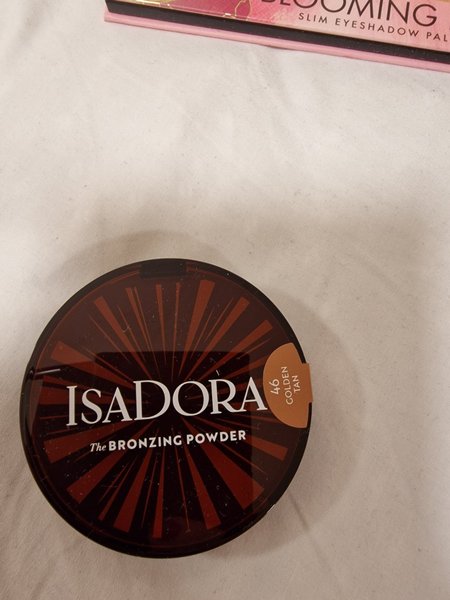 BLOOMING
SLIM EYESHADOW PAL
ISADORA
The BRONZING POWDER
46
GOLDEN
TAN